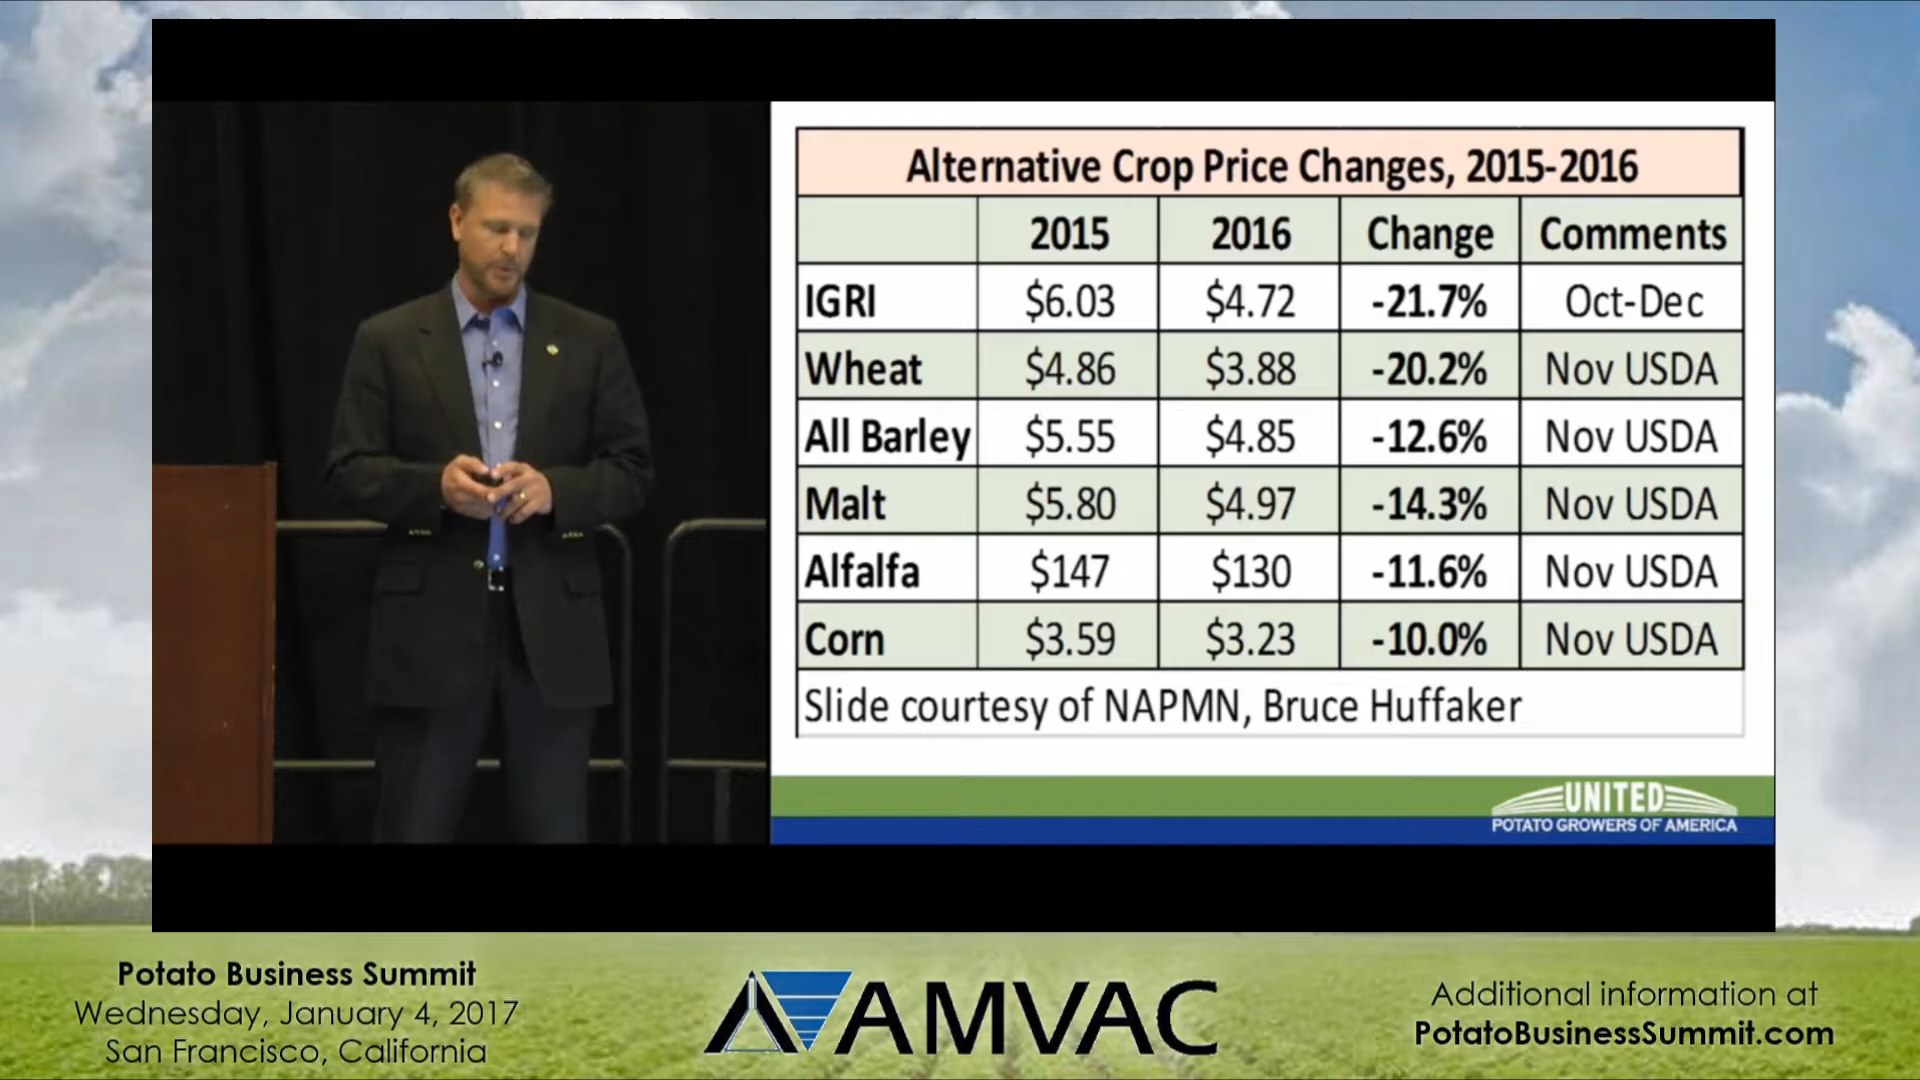 Alternative Crop Price Changes, 2015-2016
2015 2016 Change Comments
IGRI $6.03 $4.72 -21.7% Oct-Dec
Wheat $4.86 $3.88 -20.2% Nov USDA
All Barley $5.55 $4.85 -12.6% Nov USDA
Malt $5.80 $4.97 -14.3% Nov USDA
Alfalfa $147 $130 -11.6% Nov USDA
Corn $3.59 $3.23 -10.0% Nov USDA
Slide courtesy of NAPMN, Bruce Huffaker
UNITED
POTATO GROWERS OF AMERICA
Potato Business Summit
Wednesday, January 4, 2017
San Francisco, California
AMVAC
Additional information at
PotatoBusinessSummit.com